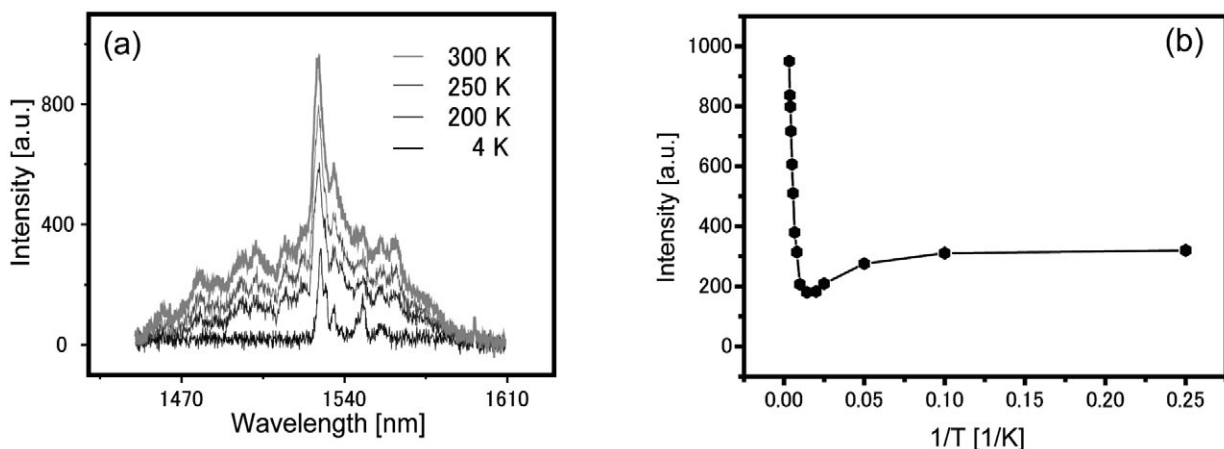 (a)
300 K
250 K
200 K
4 K
Intensity [a.u.]
800
400
0
1470
1540
1610
Wavelength [nm]
(b)
Intensity [a.u.]
1000
800
600
400
200
0
0.00
0.05
0.10
0.15
0.20
0.25
1/T [1/K]